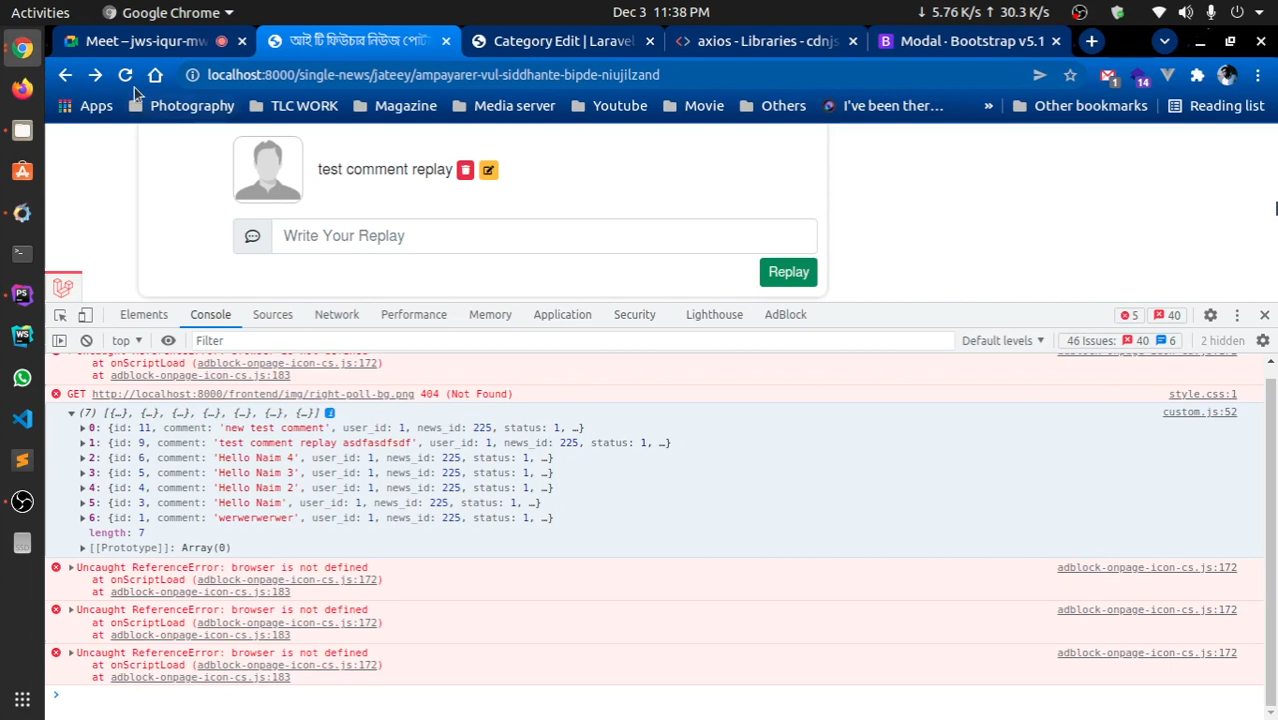 Activities Google Chrome Dec 3 11:38 PM 5.76 K/s ↑ 30.3 K/s
Meet – jws-iqur-mw আই টি ফিউচার নিউজ পোর্ট Category Edit | Laravel axios - Libraries - cdnjs Modal · Bootstrap v5.1
localhost:8000/single-news/jateey/ampayarer-vul-siddhante-bipde-niujilzand 1 14
Apps Photography TLC WORK Magazine Media server Youtube Movie Others I've been ther... » Other bookmarks Reading list
test comment replay
Write Your Replay
Replay
Elements Console Sources Network Performance Memory Application Security Lighthouse AdBlock 5 40
top Filter Default levels 46 Issues: 40 6 2 hidden
at onScriptLoad (adblock-onpage-icon-cs.js:172)
at adblock-onpage-icon-cs.js:183
GET http://localhost:8000/frontend/img/right-poll-bg.png 404 (Not Found) style.css:1
(7) [{…}, {…}, {…}, {…}, {…}, {…}, {…}] custom.js:52
0: {id: 11, comment: 'new test comment', user_id: 1, news_id: 225, status: 1, …}
1: {id: 9, comment: 'test comment replay asdfasdfsdf', user_id: 1, news_id: 225, status: 1, …}
2: {id: 6, comment: 'Hello Naim 4', user_id: 1, news_id: 225, status: 1, …}
3: {id: 5, comment: 'Hello Naim 3', user_id: 1, news_id: 225, status: 1, …}
4: {id: 4, comment: 'Hello Naim 2', user_id: 1, news_id: 225, status: 1, …}
5: {id: 3, comment: 'Hello Naim', user_id: 1, news_id: 225, status: 1, …}
6: {id: 1, comment: 'werwerwerwer', user_id: 1, news_id: 225, status: 1, …}
length: 7
[[Prototype]]: Array(0)
Uncaught ReferenceError: browser is not defined adblock-onpage-icon-cs.js:172
at onScriptLoad (adblock-onpage-icon-cs.js:172)
at adblock-onpage-icon-cs.js:183
Uncaught ReferenceError: browser is not defined adblock-onpage-icon-cs.js:172
at onScriptLoad (adblock-onpage-icon-cs.js:172)
at adblock-onpage-icon-cs.js:183
Uncaught ReferenceError: browser is not defined adblock-onpage-icon-cs.js:172
at onScriptLoad (adblock-onpage-icon-cs.js:172)
at adblock-onpage-icon-cs.js:183